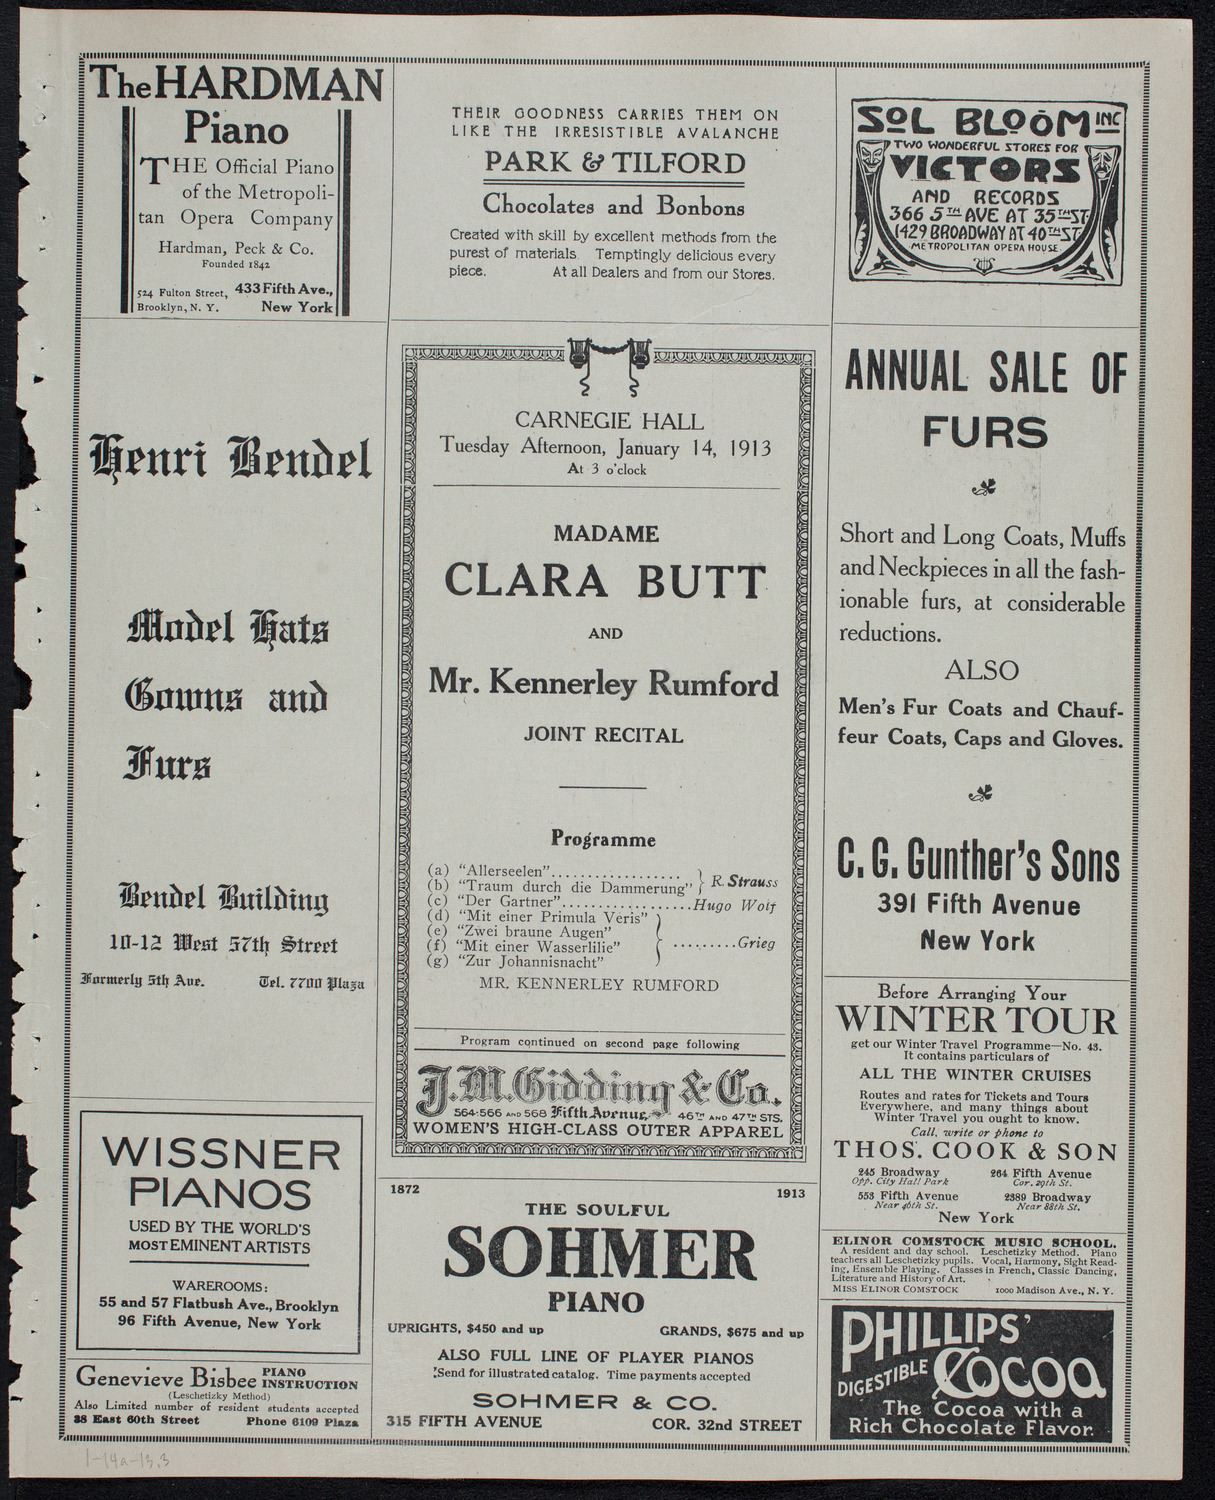 The HARDMAN
Piano
THE Official Piano
of the Metropoli-
tan Opera Company
Hardman, Peck & Co.
Founded 1842
524 Fulton Street,
Brooklyn, N. Y.
433 Fifth Ave.,
New York
THEIR GOODNESS CARRIES THEM ON
LIKE THE IRRESISTIBLE AVALANCHE
PARK & TILFORD
Chocolates and Bonbons
Created with skill by excellent methods from the
purest of materials. Temptingly delicious every
piece. At all Dealers and from our Stores.
SOL BLOOM INC
TWO WONDERFUL STORES FOR
VICTORS
AND RECORDS
366 5TH AVE AT 35TH ST.
1429 BROADWAY AT 40TH ST.
METROPOLITAN OPERA HOUSE.
Henri Bendel
Model Hats
Gowns and
Furs
Bendel Building
10-12 West 57th Street
Formerly 5th Ave. Tel. 7700 Plaza
WISSNER
PIANOS
USED BY THE WORLD'S
MOST EMINENT ARTISTS
WAREROOMS:
55 and 57 Flatbush Ave., Brooklyn
96 Fifth Avenue, New York
Genevieve Bisbee PIANO INSTRUCTION
(Leschetizky Method)
Also Limited number of resident students accepted
38 East 60th Street Phone 6109 Plaza
CARNEGIE HALL
Tuesday Afternoon, January 14, 1913
At 3 o'clock
MADAME
CLARA BUTT
AND
Mr. Kennerley Rumford
JOINT RECITAL
Programme
(a) "Allerseelen"..................
(b) "Traum durch die Dammerung" } R. Strauss
(c) "Der Gartner"..................Hugo Wolf
(d) "Mit einer Primula Veris"
(e) "Zwei braune Augen"
(f) "Mit einer Wasserlilie" } ..........Grieg
(g) "Zur Johannisnacht"
MR. KENNERLEY RUMFORD
Program continued on second page following
J.M.Gidding & Co.
564-566 AND 568 Fifth Avenue 46TH AND 47TH STS.
WOMEN'S HIGH-CLASS OUTER APPAREL
1872 1913
THE SOULFUL
SOHMER
PIANO
UPRIGHTS, $450 and up GRANDS, $675 and up
ALSO FULL LINE OF PLAYER PIANOS
Send for illustrated catalog. Time payments accepted
SOHMER & CO.
315 FIFTH AVENUE COR. 32nd STREET
ANNUAL SALE OF
FURS
Short and Long Coats, Muffs
and Neckpieces in all the fash-
ionable furs, at considerable
reductions.
ALSO
Men's Fur Coats and Chauf-
feur Coats, Caps and Gloves.
C. G. Gunther's Sons
391 Fifth Avenue
New York
Before Arranging Your
WINTER TOUR
get our Winter Travel Programme—No. 43.
It contains particulars of
ALL THE WINTER CRUISES
Routes and rates for Tickets and Tours
Everywhere, and many things about
Winter Travel you ought to know.
Call, write or phone to
THOS. COOK & SON
245 Broadway 264 Fifth Avenue
Opp. City Hall Park Cor. 29th St.
553 Fifth Avenue 2389 Broadway
Near 46th St. Near 88th St.
New York
ELINOR COMSTOCK MUSIC SCHOOL.
A resident and day school. Leschetizky Method. Piano
teachers all Leschetizky pupils. Vocal, Harmony, Sight Read-
ing, Ensemble Playing. Classes in French, Classic Dancing,
Literature and History of Art.
MISS ELINOR COMSTOCK 1000 Madison Ave., N. Y.
PHILLIPS'
DIGESTIBLE COCOA
The Cocoa with a
Rich Chocolate Flavor.
1-14a-13.3